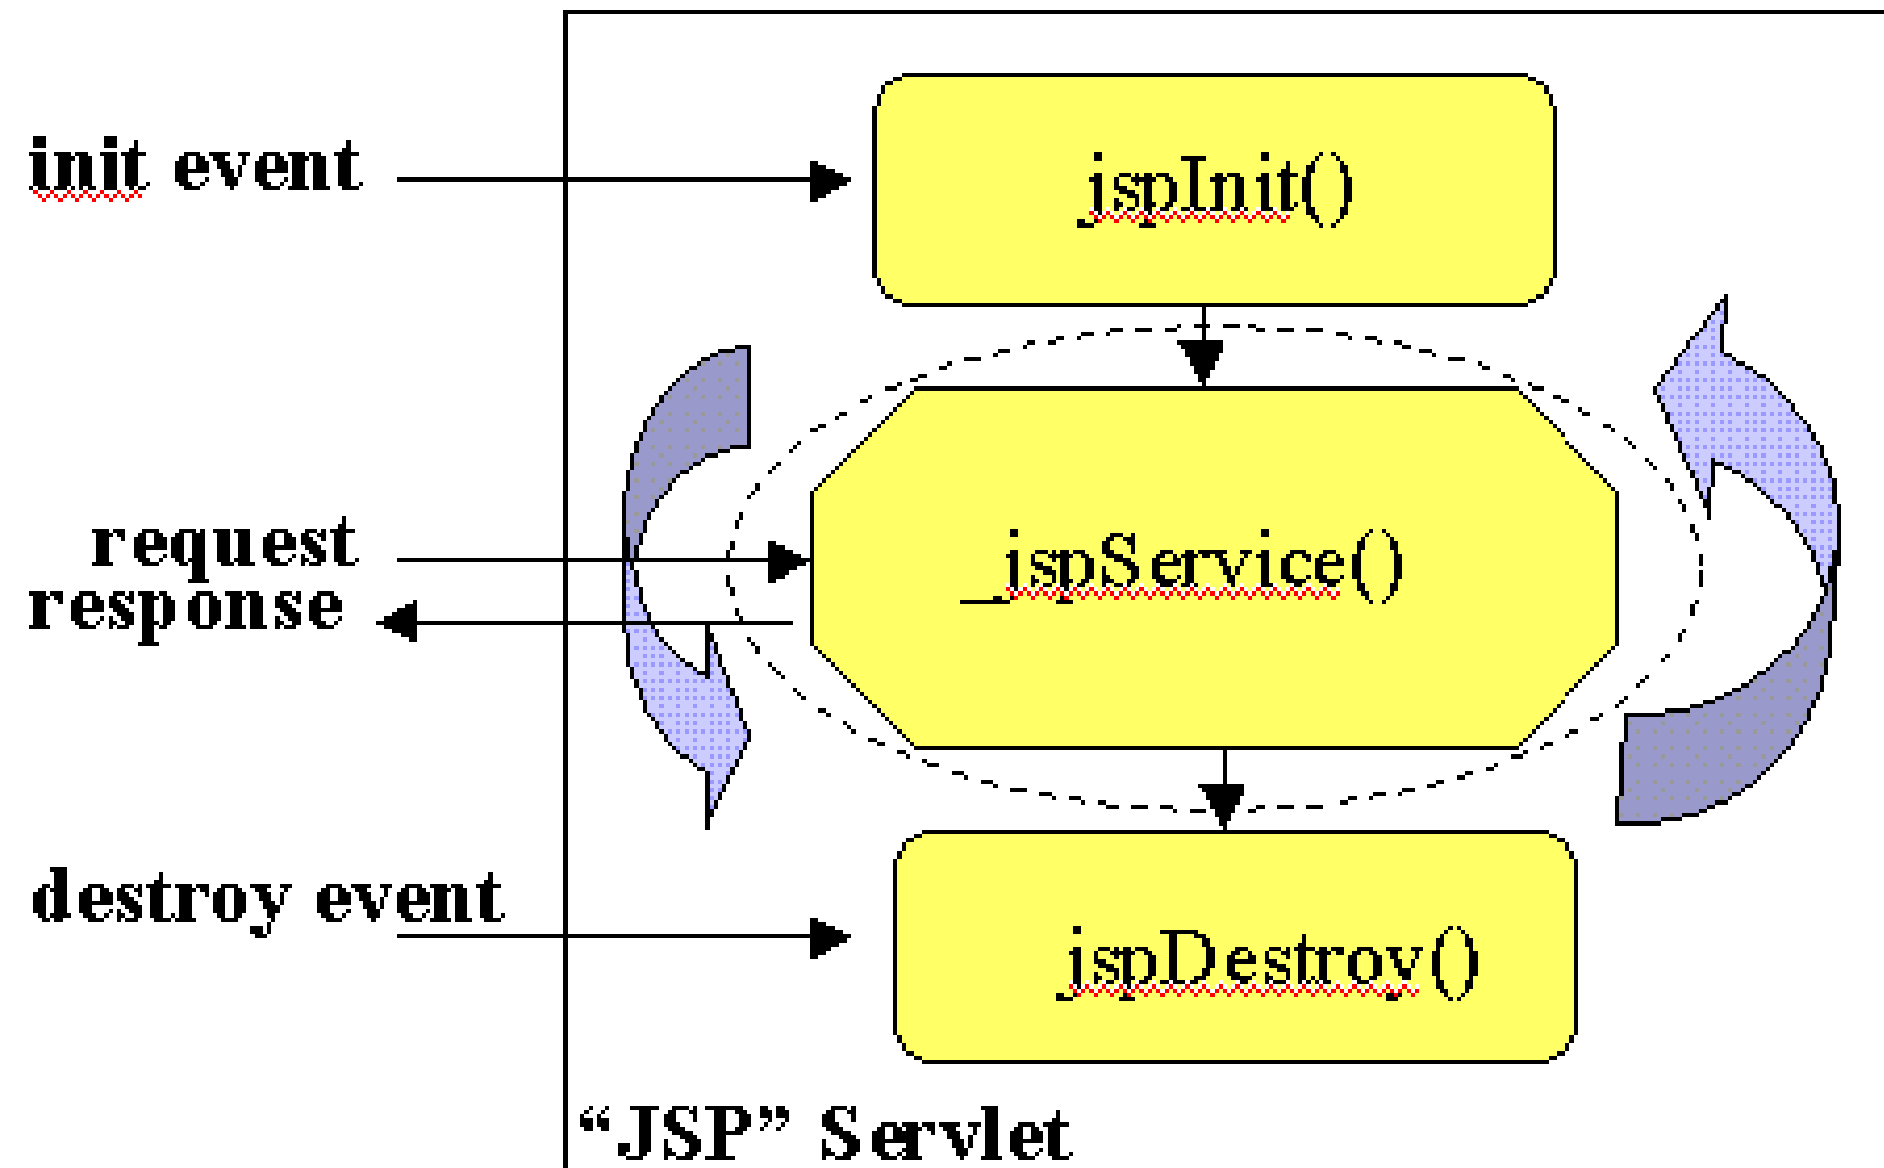 init event
jspInit()
request
response
_jspService()
destroy event
jspDestroy()
“JSP” Servlet